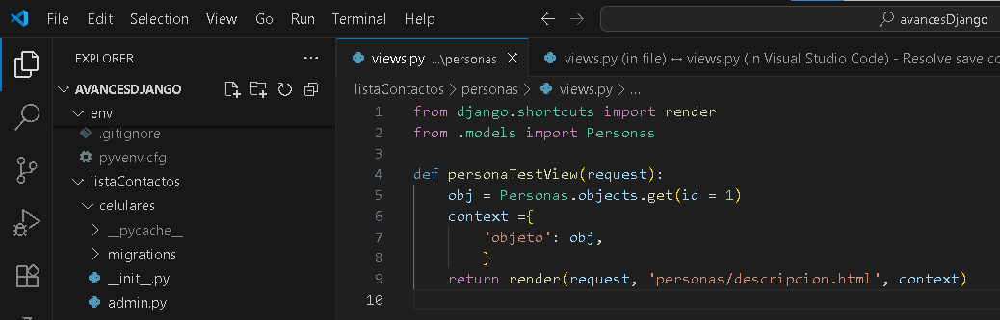 File Edit Selection View Go Run Terminal Help avancesDjango
EXPLORER ...
views.py ...\personas
views.py (in file) ↔ views.py (in Visual Studio Code) - Resolve save co
AVANCESDJANGO
env
.gitignore
pyvenv.cfg
listaContactos
celulares
__pycache__
migrations
__init__.py
admin.py
listaContactos > personas > views.py > ...
1 from django.shortcuts import render
2 from .models import Personas
3
4 def personaTestView(request):
5 obj = Personas.objects.get(id = 1)
6 context ={
7 'objeto': obj,
8 }
9 return render(request, 'personas/descripcion.html', context)
10